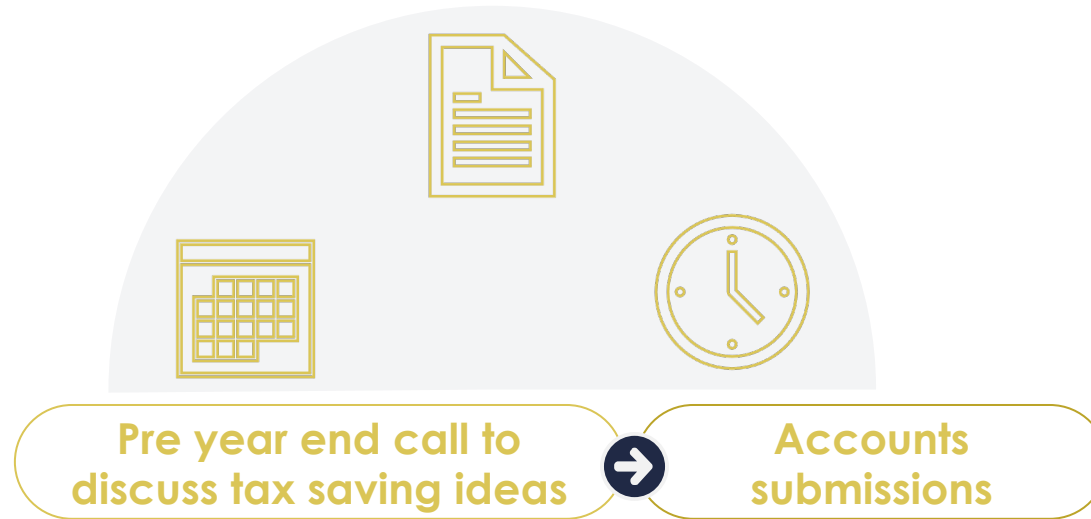 Pre year end call to
discuss tax saving ideas
Accounts
submissions